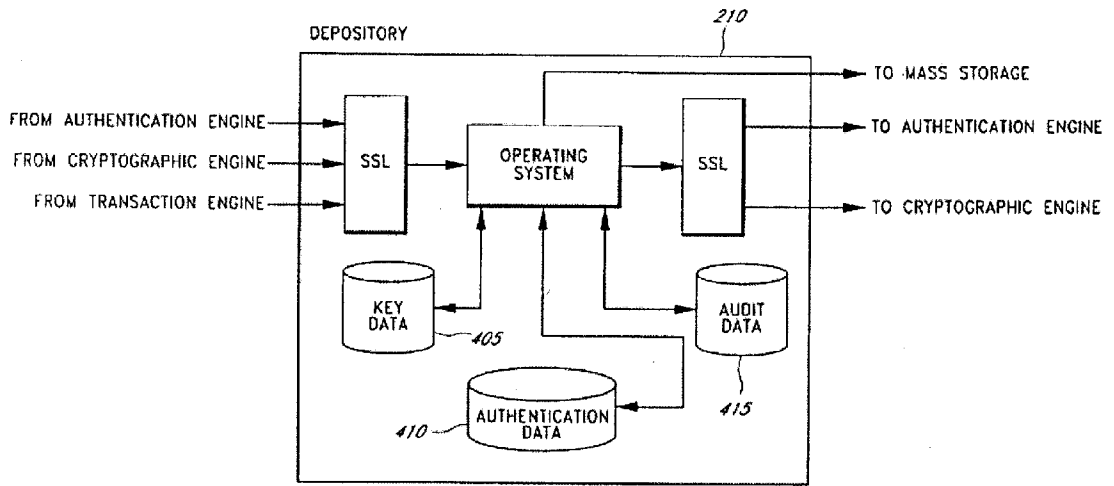 210
DEPOSITORY
TO MASS STORAGE
FROM AUTHENTICATION ENGINE
TO AUTHENTICATION ENGINE
FROM CRYPTOGRAPHIC ENGINE
SSL
OPERATING
SYSTEM
SSL
FROM TRANSACTION ENGINE
TO CRYPTOGRAPHIC ENGINE
KEY
DATA
405
AUDIT
DATA
415
AUTHENTICATION
DATA
410